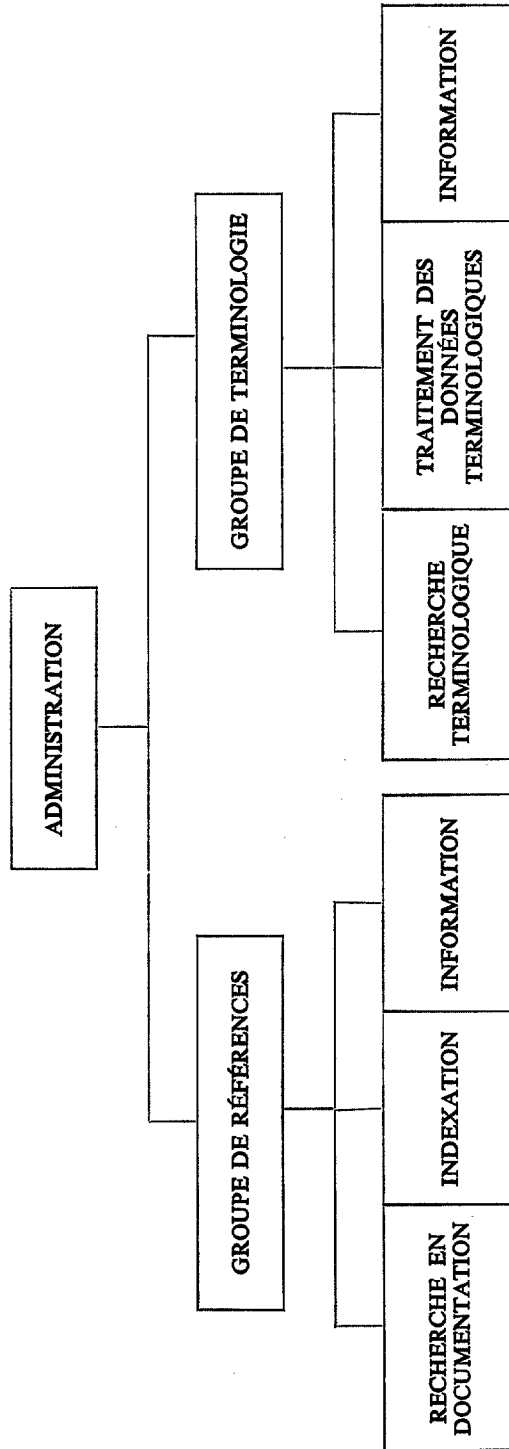 ADMINISTRATION
GROUPE DE RÉFÉRENCES
GROUPE DE TERMINOLOGIE
RECHERCHE EN
DOCUMENTATION
INDEXATION
INFORMATION
RECHERCHE
TERMINOLOGIQUE
TRAITEMENT DES
DONNÉES
TERMINOLOGIQUES
INFORMATION